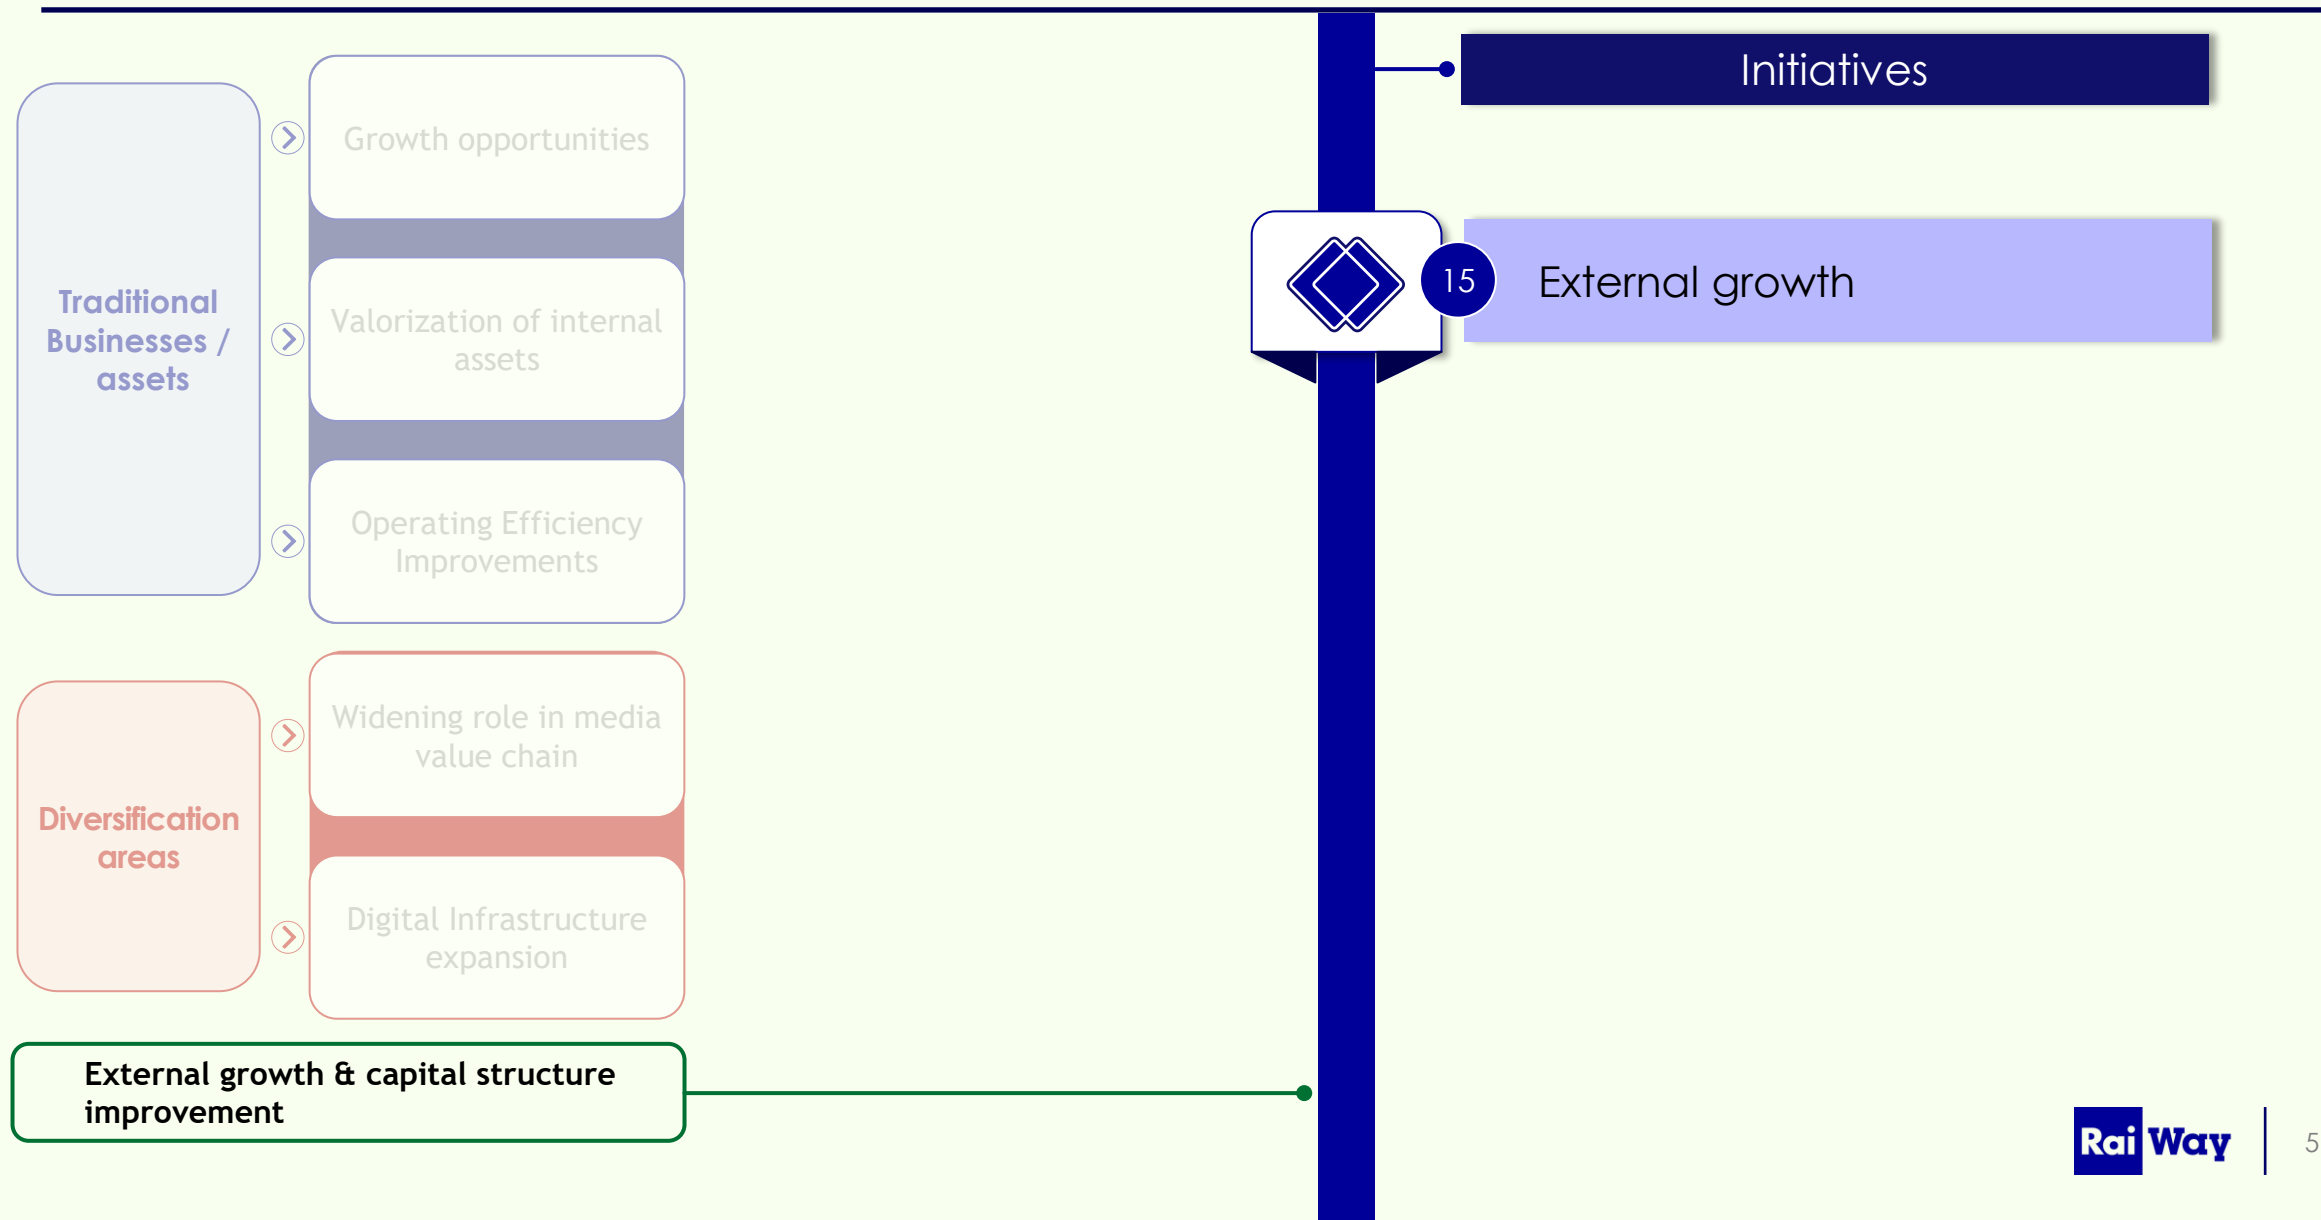 Initiatives
Growth opportunities
Traditional
Businesses /
assets
Valorization of internal
assets
Operating Efficiency
Improvements
15
External growth
Diversification
areas
Widening role in media
value chain
Digital Infrastructure
expansion
External growth & capital structure
improvement
Rai Way
5